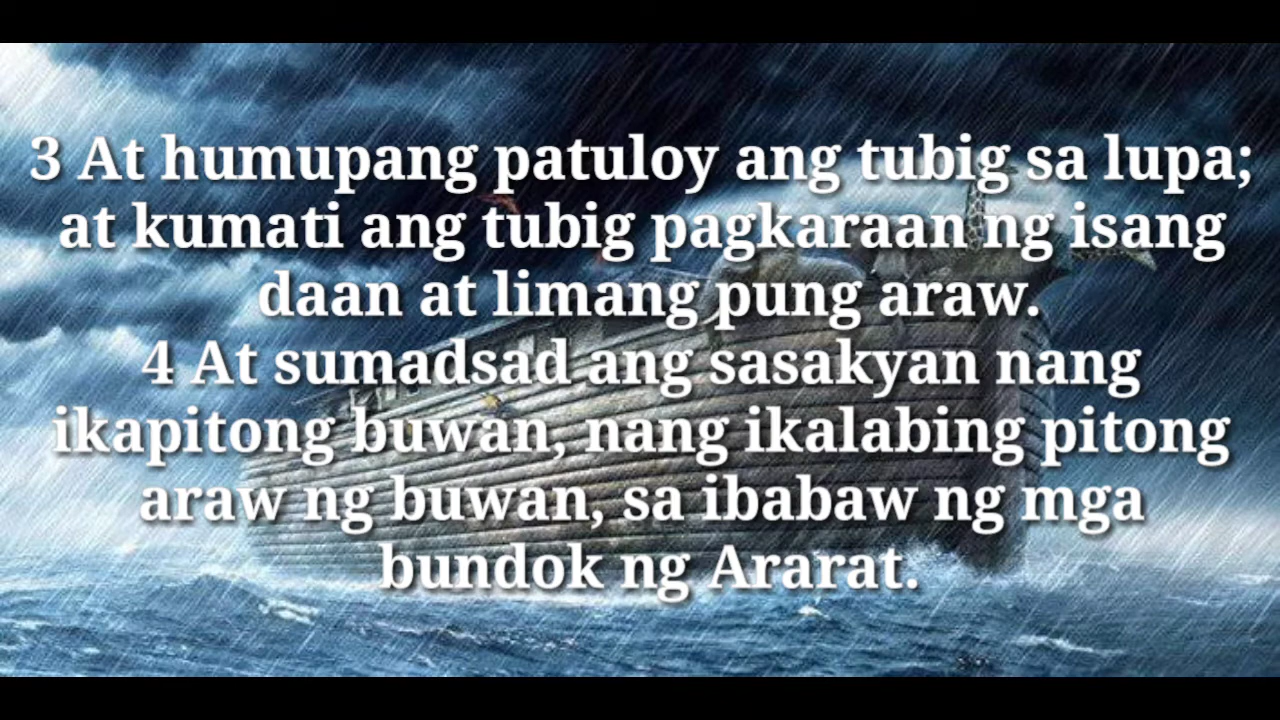 3 At humupang patuloy ang tubig sa lupa;
at kumati ang tubig pagkaraan ng isang
daan at limang pung araw.
4 At sumadsad ang sasakyan nang
ikapitong buwan, nang ikalabing pitong
araw ng buwan, sa ibabaw ng mga
bundok ng Ararat.